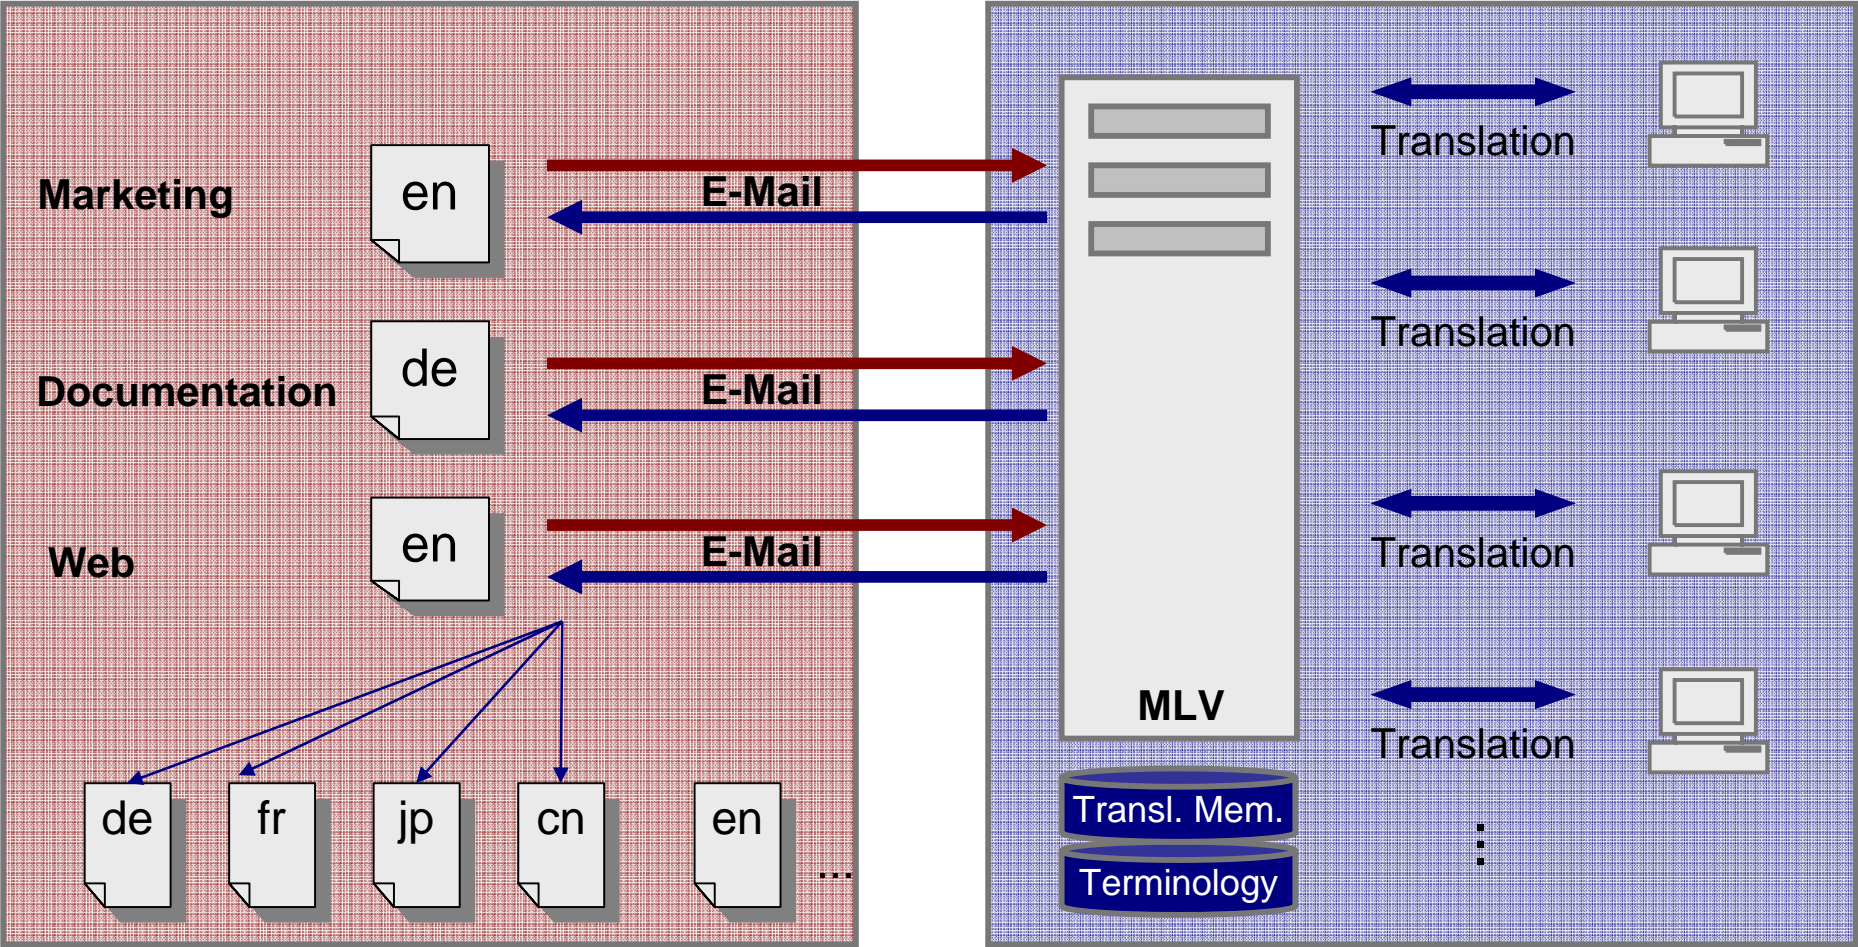 Marketing
en
E-Mail
Documentation
de
E-Mail
Web
en
E-Mail
de
fr
jp
cn
en
...
MLV
Transl. Mem.
Terminology
Translation
Translation
Translation
Translation
⋮